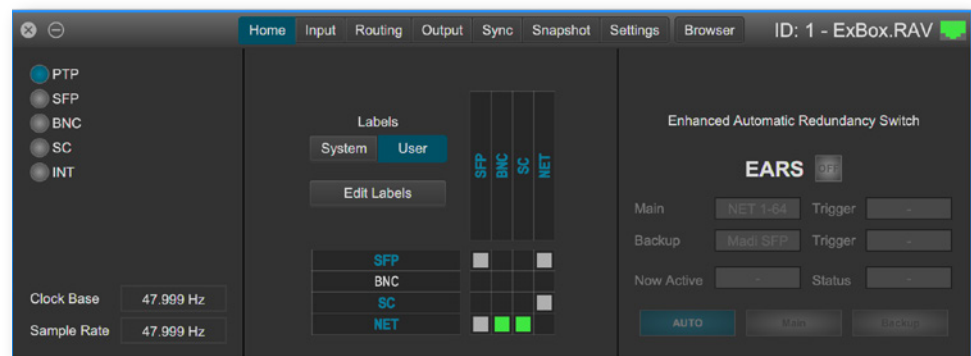 Home Input Routing Output Sync Snapshot Settings Browser ID: 1 - ExBox.RAV
PTP
SFP
BNC
SC
INT
Clock Base 47.999 Hz
Sample Rate 47.999 Hz
Labels
System User
Edit Labels
SFP BNC SC NET
SFP
BNC
SC
NET
Enhanced Automatic Redundancy Switch
EARS OFF
Main NET 1-64 Trigger -
Backup Madi SFP Trigger -
Now Active - Status -
AUTO Main Backup